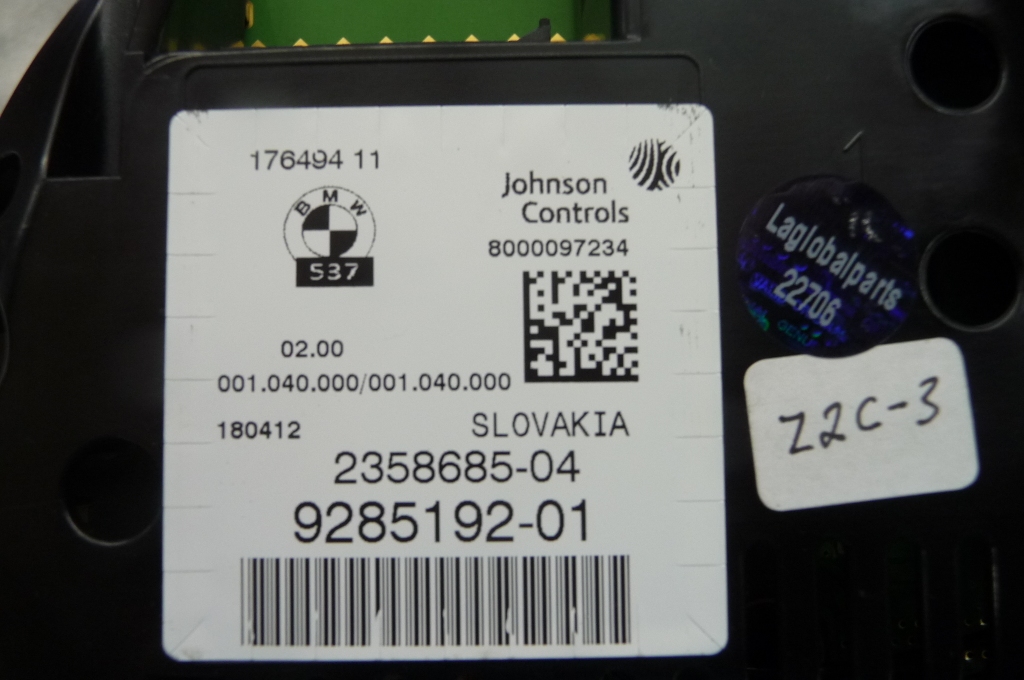 176494 11
BMW
537
Johnson
Controls
8000097234
02.00
001.040.000/001.040.000
180412
SLOVAKIA
2358685-04
9285192-01
Laglobalparts
22706
Z2C-3